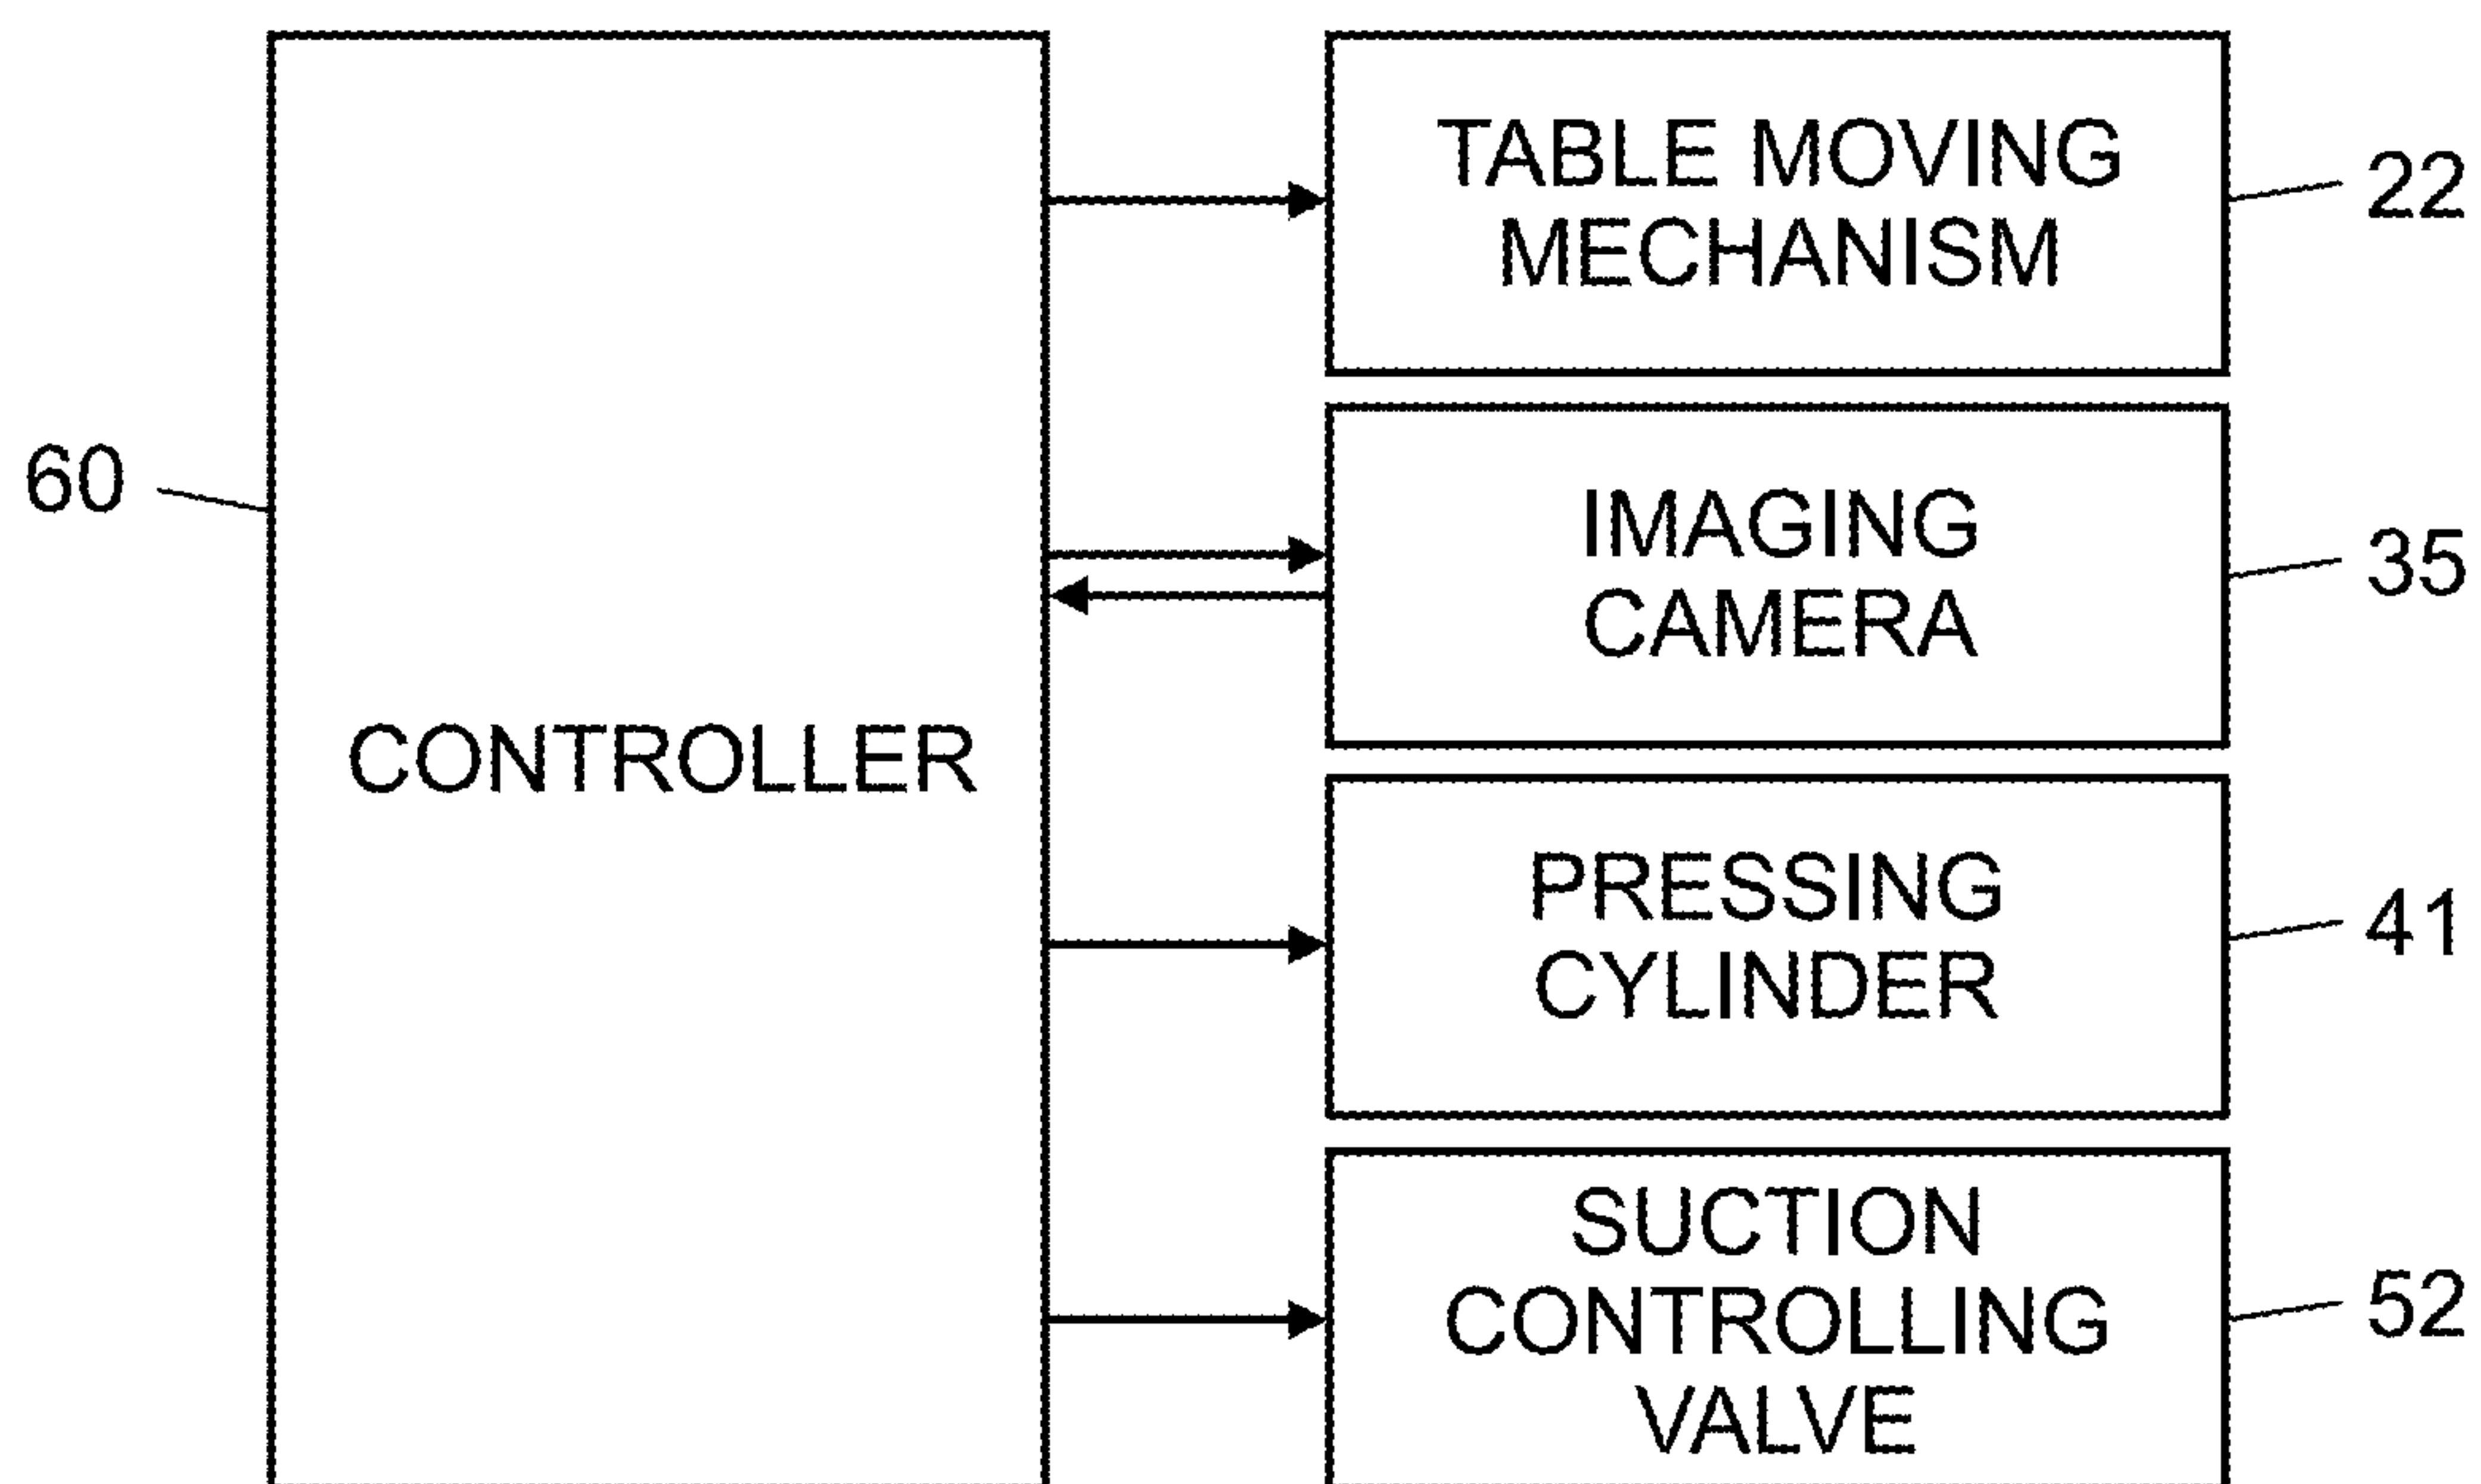 TABLE MOVING
MECHANISM
22
60
IMAGING
CAMERA
35
CONTROLLER
PRESSING
CYLINDER
41
SUCTION
CONTROLLING
VALVE
52